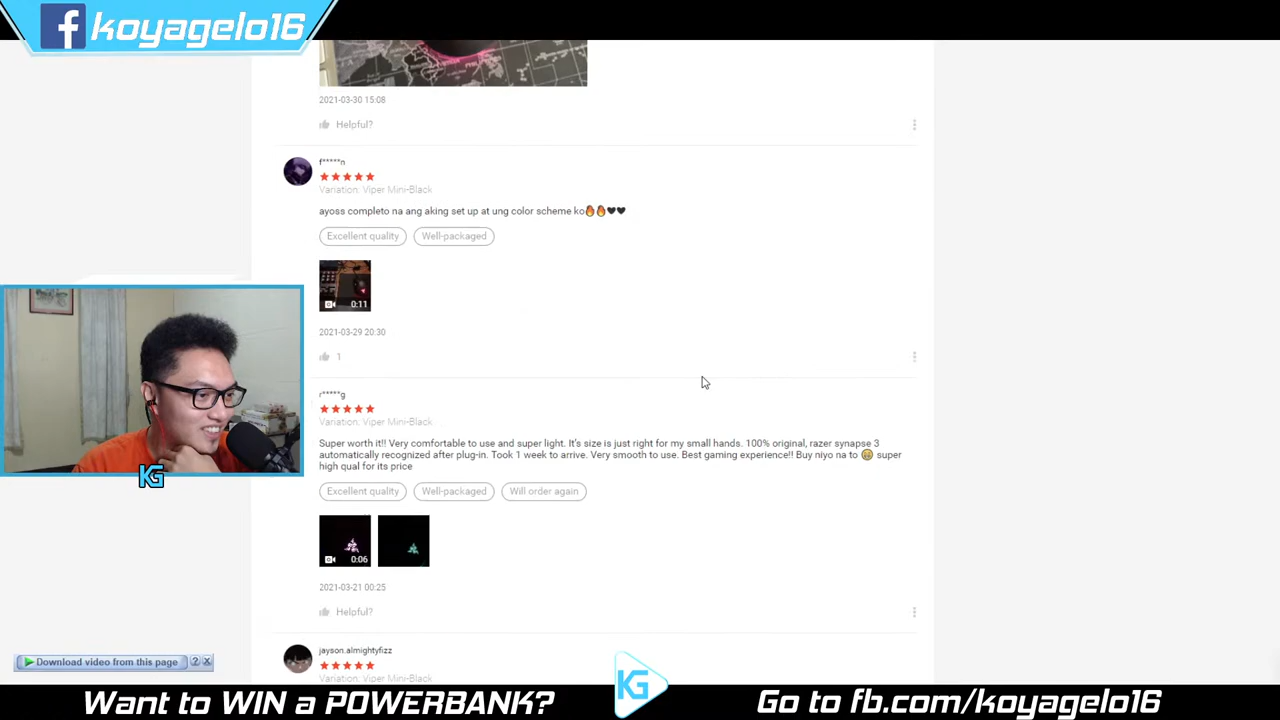 koyagelo16
2021-03-30 15:08
Helpful?
f*****n
Variation: Viper Mini-Black
ayoss completo na ang aking set up at ung color scheme ko🔥🔥🖤🖤
Excellent quality
Well-packaged
0:11
2021-03-29 20:30
1
r*****g
Variation: Viper Mini-Black
Super worth it!! Very comfortable to use and super light. It's size is just right for my small hands. 100% original, razer synapse 3
automatically recognized after plug-in. Took 1 week to arrive. Very smooth to use. Best gaming experience!! Buy niyo na to 😆 super
high qual for its price
Excellent quality
Well-packaged
Will order again
0:06
2021-03-21 00:25
Helpful?
jayson.almightyfizz
Variation: Viper Mini-Black
KG
Download video from this page
?
Want to WIN a POWERBANK?
KG
Go to fb.com/koyagelo16